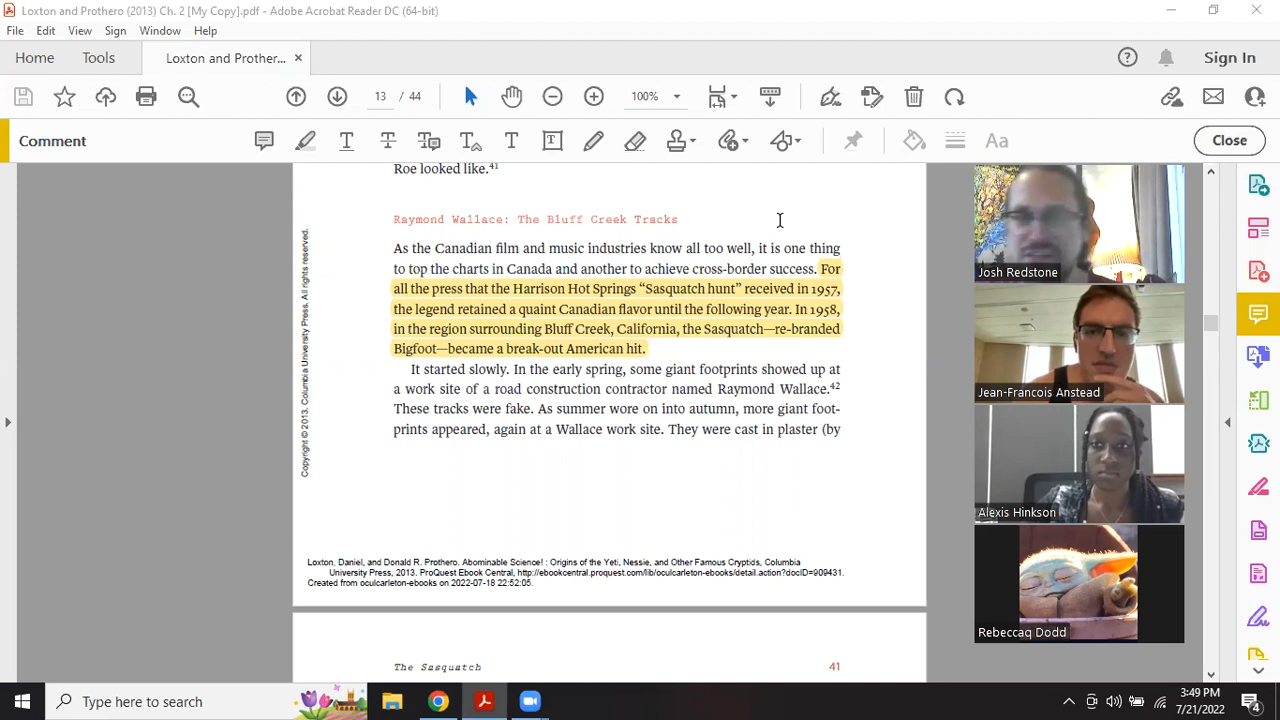 Loxton and Prothero (2013) Ch. 2 [My Copy].pdf - Adobe Acrobat Reader DC (64-bit)
File Edit View Sign Window Help
Home Tools Loxton and Prother... × Sign In
13 / 44 100%
Comment Close
Roe looked like.41
Raymond Wallace: The Bluff Creek Tracks
As the Canadian film and music industries know all too well, it is one thing
to top the charts in Canada and another to achieve cross-border success. For
all the press that the Harrison Hot Springs “Sasquatch hunt” received in 1957,
the legend retained a quaint Canadian flavor until the following year. In 1958,
in the region surrounding Bluff Creek, California, the Sasquatch—re-branded
Bigfoot—became a break-out American hit.
It started slowly. In the early spring, some giant footprints showed up at
a work site of a road construction contractor named Raymond Wallace.42
These tracks were fake. As summer wore on into autumn, more giant foot-
prints appeared, again at a Wallace work site. They were cast in plaster (by
Copyright © 2013. Columbia University Press. All rights reserved.
Loxton, Daniel, and Donald R. Prothero. Abominable Science! : Origins of the Yeti, Nessie, and Other Famous Cryptids, Columbia
University Press, 2013. ProQuest Ebook Central, http://ebookcentral.proquest.com/lib/oculcarleton-ebooks/detail.action?docID=909431.
Created from oculcarleton-ebooks on 2022-07-18 22:52:05.
The Sasquatch 41
Josh Redstone
Jean-Francois Anstead
Alexis Hinkson
Rebeccaq Dodd
Type here to search
3:49 PM
7/21/2022
4